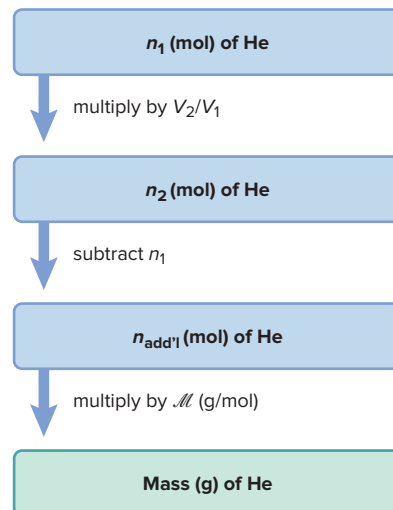 n₁ (mol) of He
multiply by V₂/V₁
n₂ (mol) of He
subtract n₁
n_add'l (mol) of He
multiply by ℳ (g/mol)
Mass (g) of He